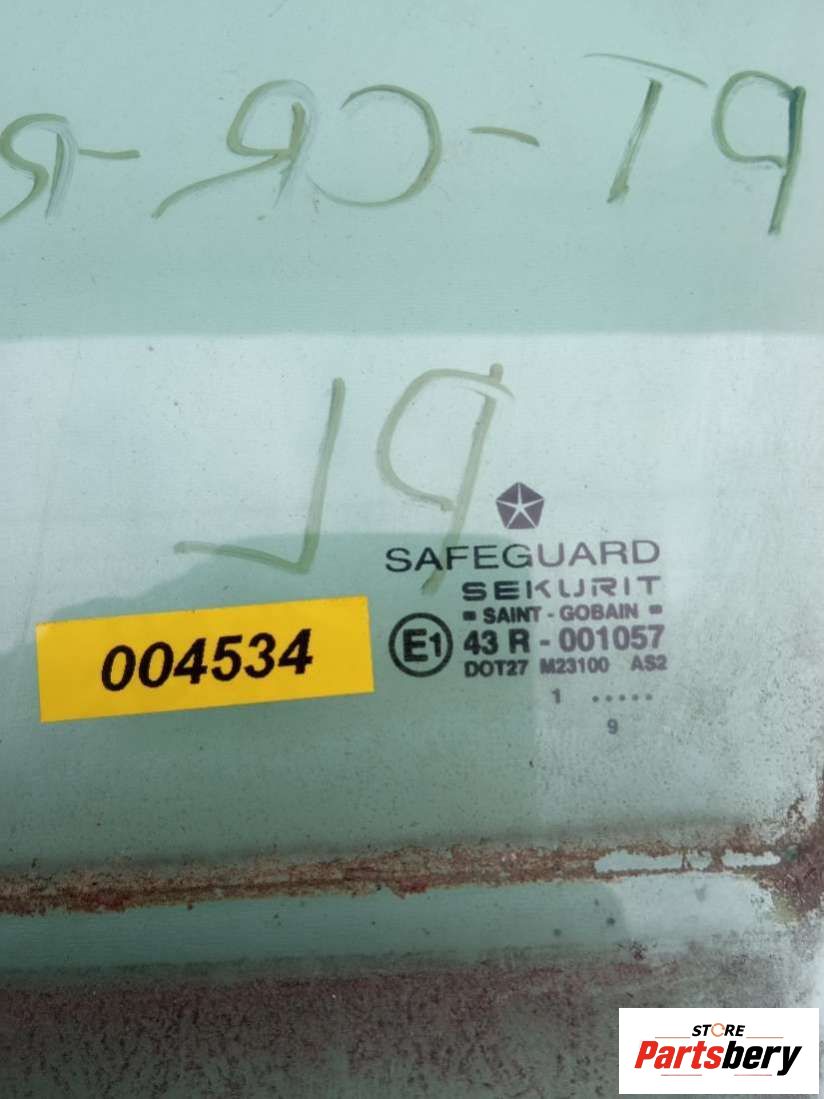 PT-CR-R
PL
SAFEGUARD
SEKURIT
SAINT - GOBAIN
E1 43 R - 001057
DOT27 M23100 AS2
1 .....
9
004534
STORE
Partsbery